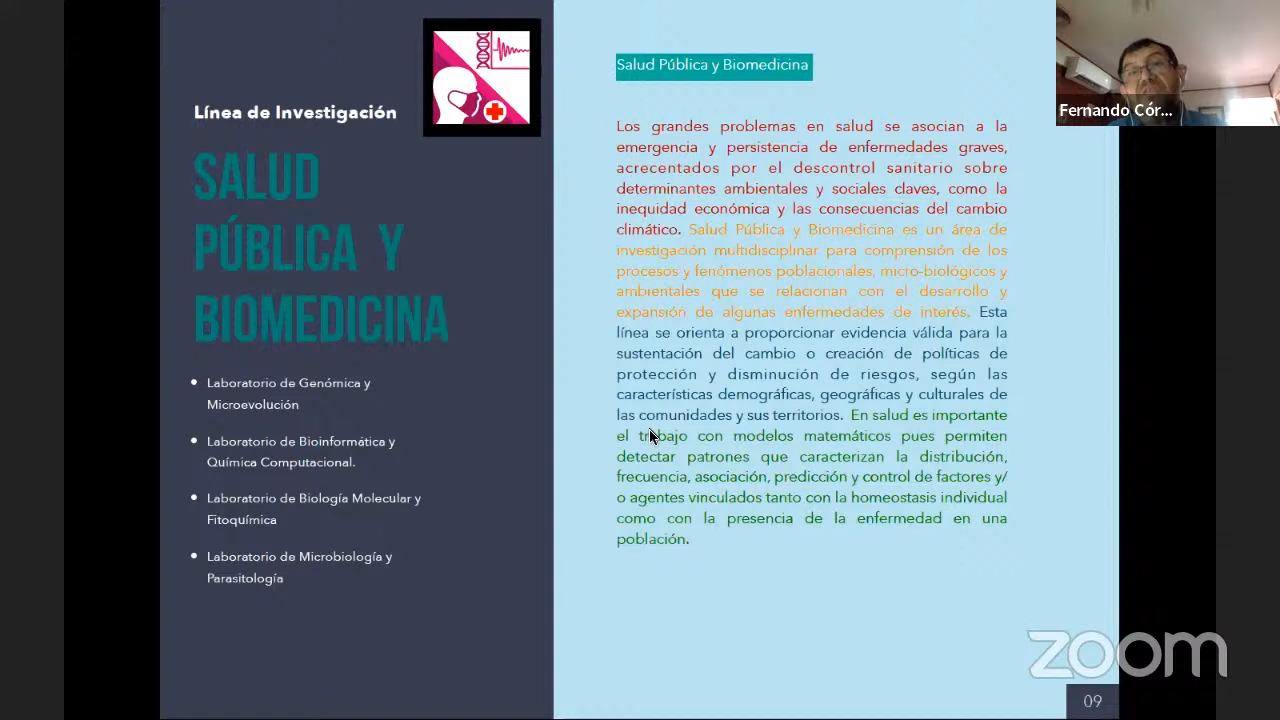 Línea de Investigación
SALUD
PÚBLICA Y
BIOMEDICINA
• Laboratorio de Genómica y
Microevolución
• Laboratorio de Bioinformática y
Química Computacional.
• Laboratorio de Biología Molecular y
Fitoquímica
• Laboratorio de Microbiología y
Parasitología
Salud Pública y Biomedicina
Los grandes problemas en salud se asocian a la
emergencia y persistencia de enfermedades graves,
acrecentados por el descontrol sanitario sobre
determinantes ambientales y sociales claves, como la
inequidad económica y las consecuencias del cambio
climático. Salud Pública y Biomedicina es un área de
investigación multidisciplinar para comprensión de los
procesos y fenómenos poblacionales, micro-biológicos y
ambientales que se relacionan con el desarrollo y
expansión de algunas enfermedades de interés. Esta
línea se orienta a proporcionar evidencia válida para la
sustentación del cambio o creación de políticas de
protección y disminución de riesgos, según las
características demográficas, geográficas y culturales de
las comunidades y sus territorios. En salud es importante
el trabajo con modelos matemáticos pues permiten
detectar patrones que caracterizan la distribución,
frecuencia, asociación, predicción y control de factores y/
o agentes vinculados tanto con la homeostasis individual
como con la presencia de la enfermedad en una
población.
Fernando Cór...
zoom
09